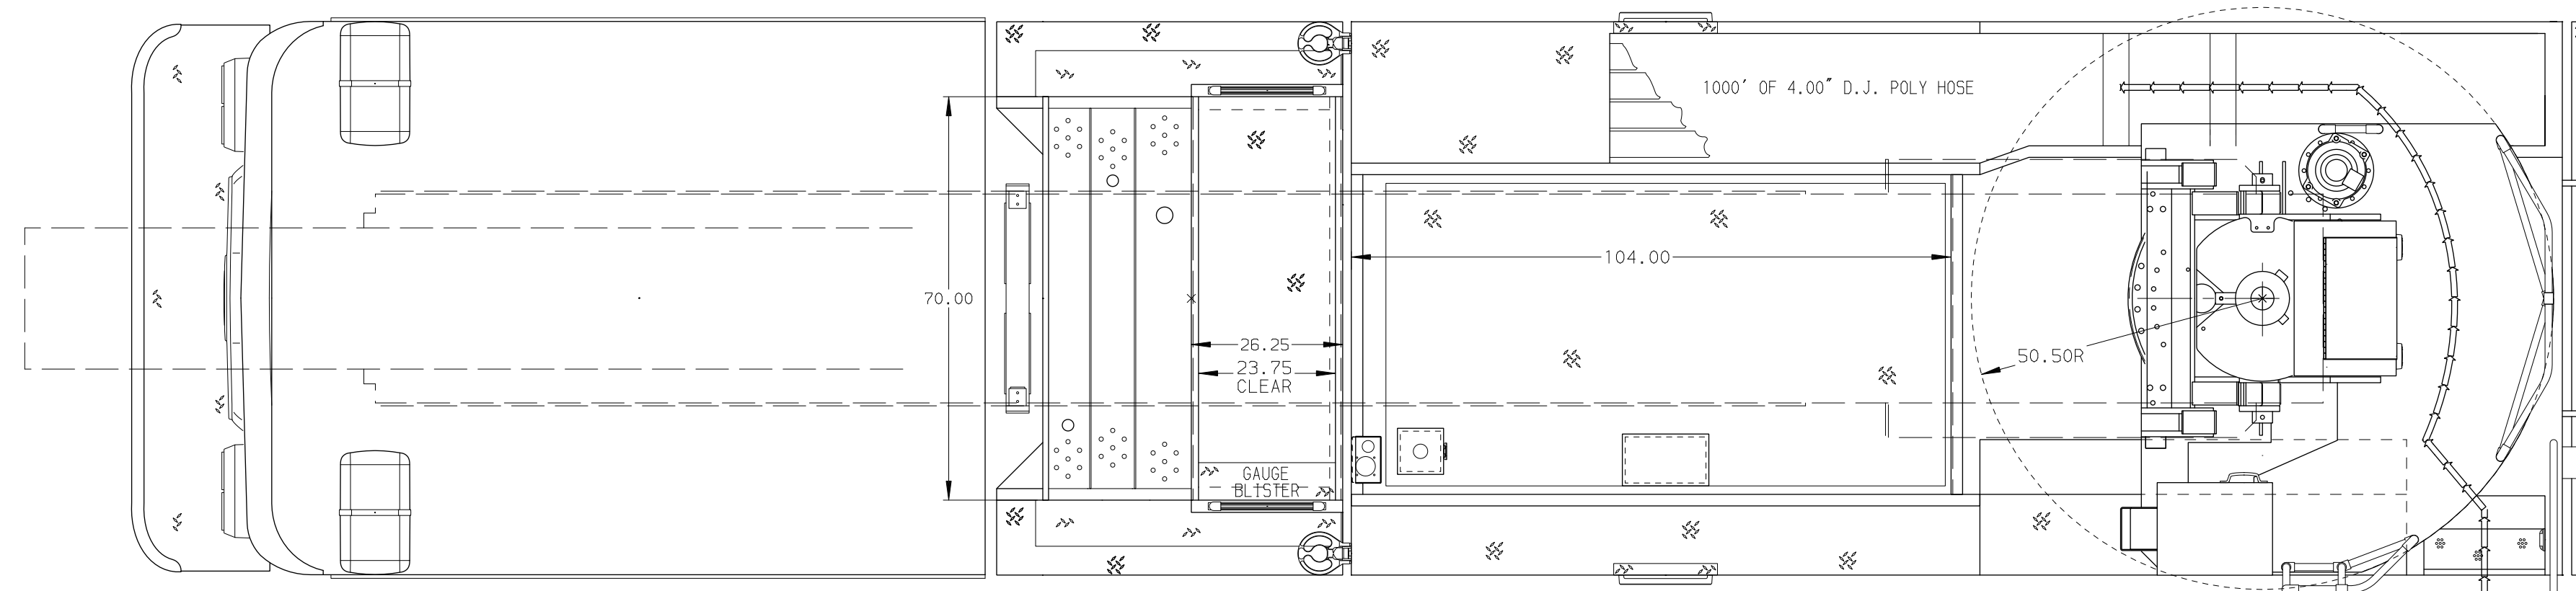 1000' OF 4.00" D.J. POLY HOSE
104.00
70.00
26.25
23.75
CLEAR
50.50R
GAUGE
BLISTER